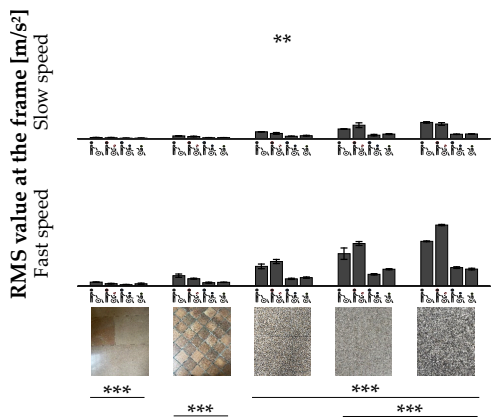 RMS value at the frame [m/s²]
Slow speed
**
Fast speed
***
***
***
***